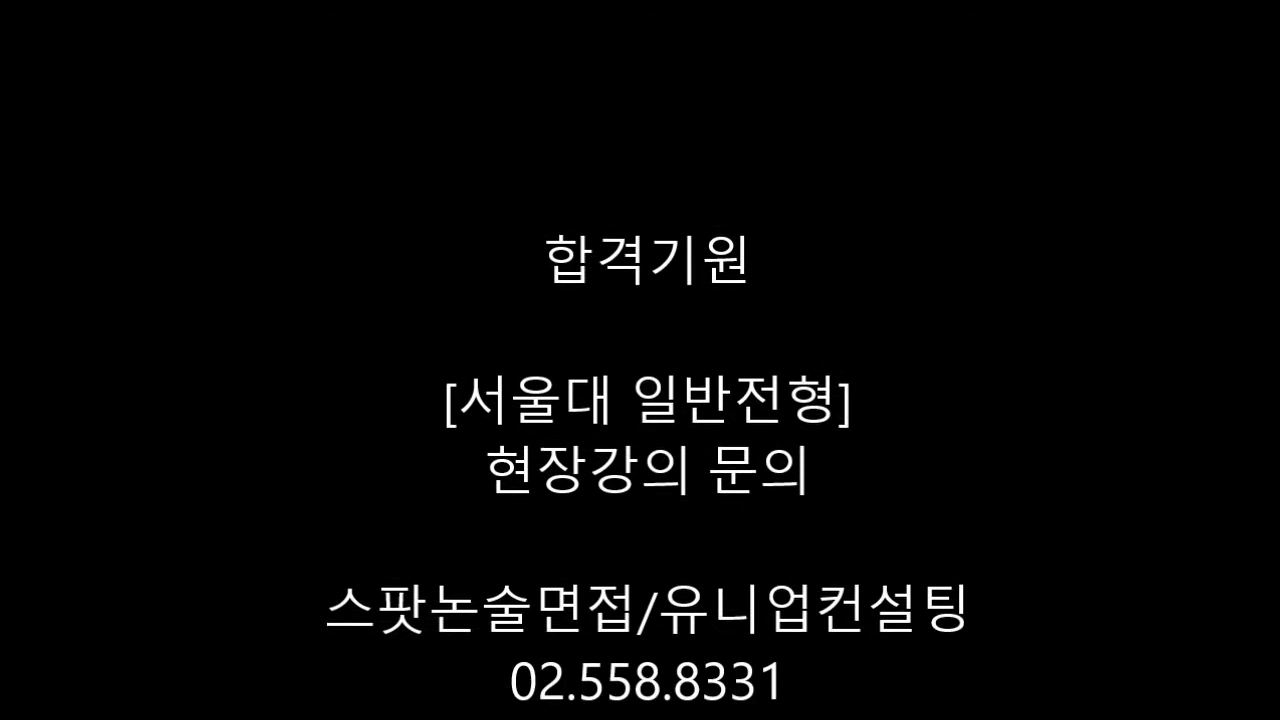 합격기원
[서울대 일반전형]
현장강의 문의
스팟논술면접/유니업컨설팅
02.558.8331